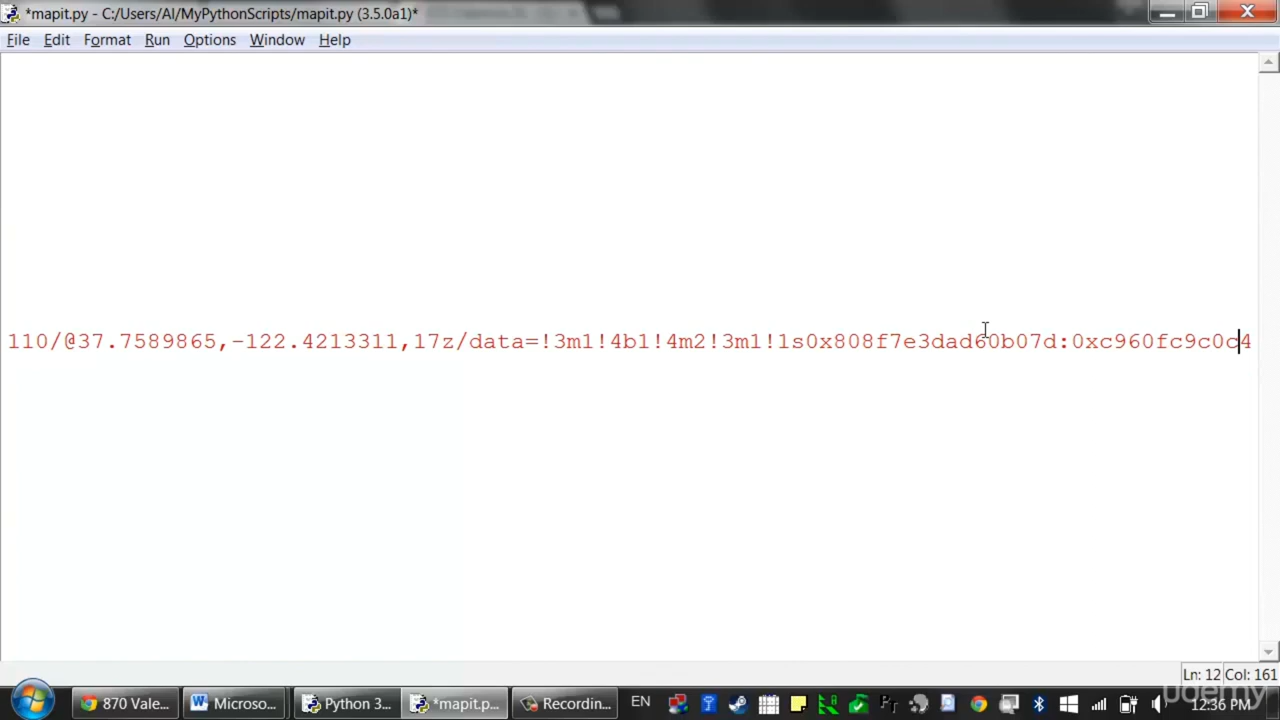 *mapit.py - C:/Users/Al/MyPythonScripts/mapit.py (3.5.0a1)*
File Edit Format Run Options Window Help
110/@37.7589865,-122.4213311,17z/data=!3m1!4b1!4m2!3m1!1s0x808f7e3dad60b07d:0xc960fc9c0c4
Ln: 12 Col: 161
870 Vale... Microso... Python 3... *mapit.p... Recordin... EN 12:36 PM
udemy